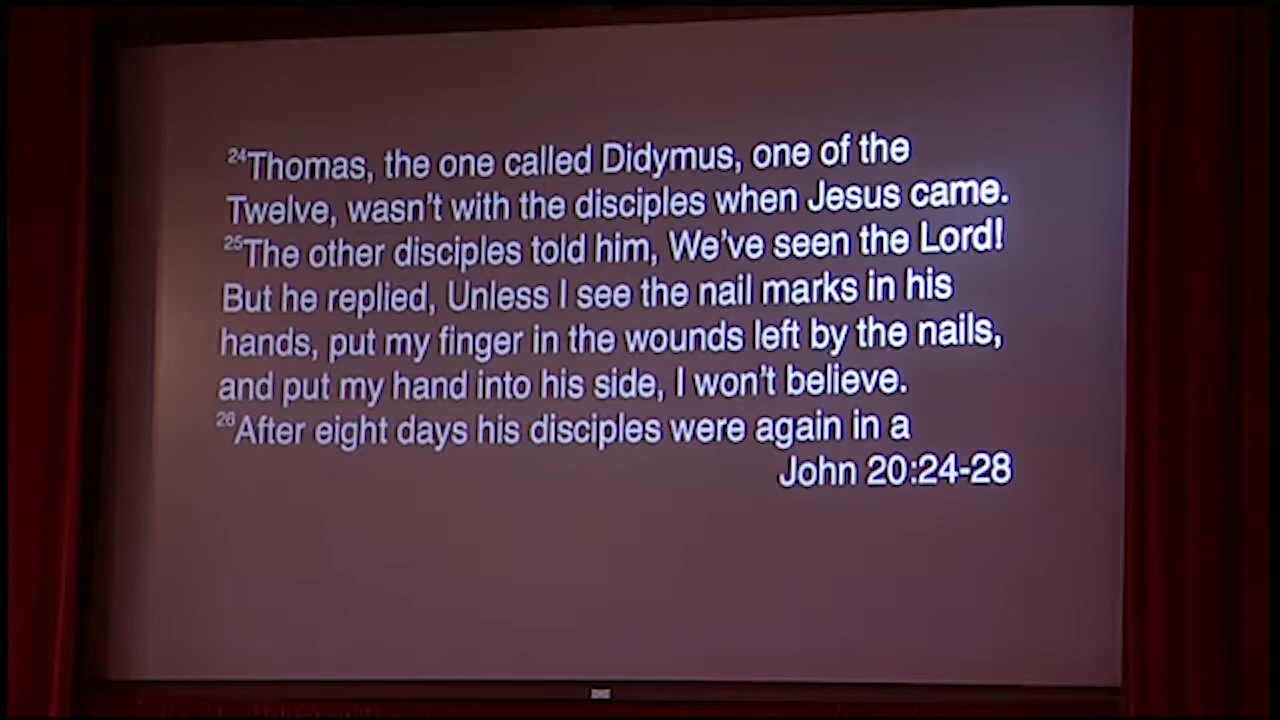 24Thomas, the one called Didymus, one of the
Twelve, wasn't with the disciples when Jesus came.
25The other disciples told him, We've seen the Lord!
But he replied, Unless I see the nail marks in his
hands, put my finger in the wounds left by the nails,
and put my hand into his side, I won't believe.
26After eight days his disciples were again in a
John 20:24-28